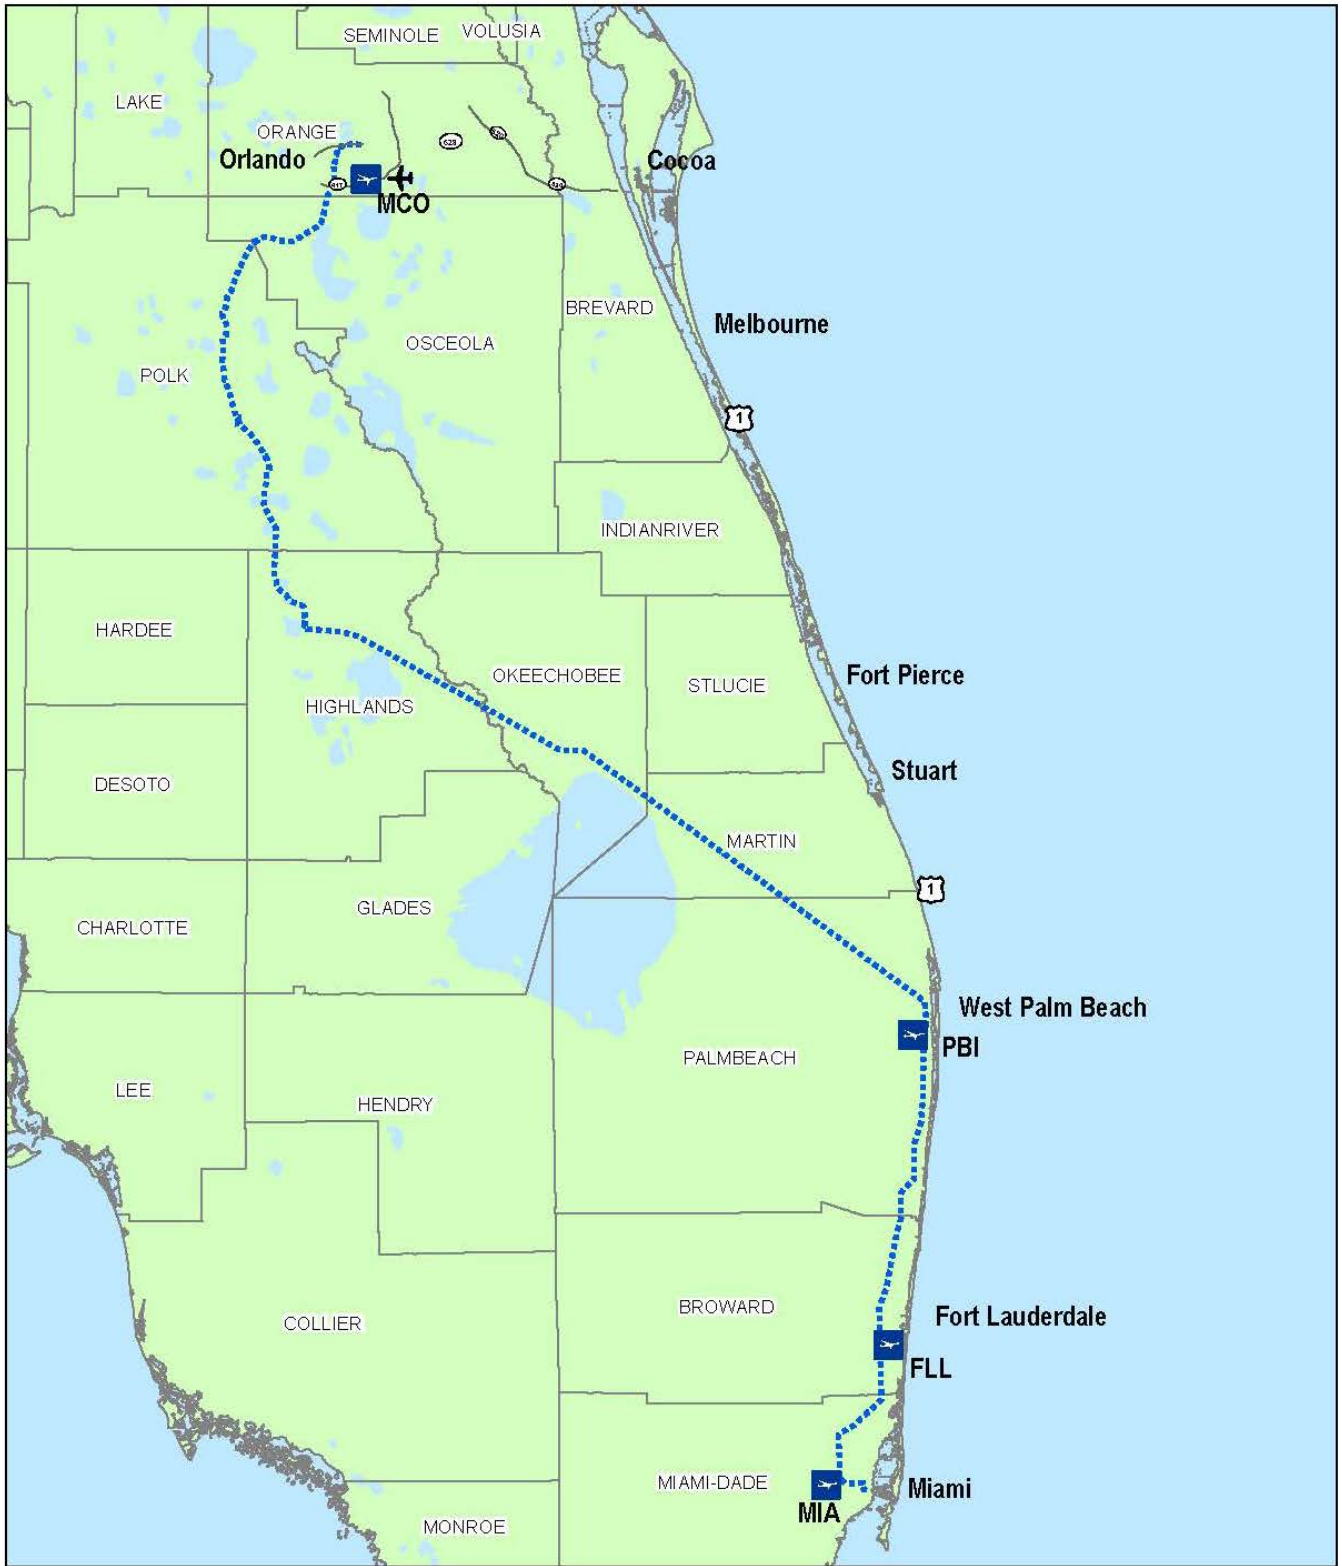 SEMINOLE
VOLUSIA
LAKE
ORANGE
Orlando
528
417
Cocoa
MCO
BREVARD
Melbourne
OSCEOLA
POLK
1
INDIANRIVER
HARDEE
OKEECHOBEE
STLUCIE
Fort Pierce
HIGHLANDS
Stuart
DESOTO
MARTIN
1
GLADES
CHARLOTTE
West Palm Beach
PBI
PALMBEACH
LEE
HENDRY
BROWARD
Fort Lauderdale
COLLIER
FLL
MIAMI-DADE
Miami
MIA
MONROE